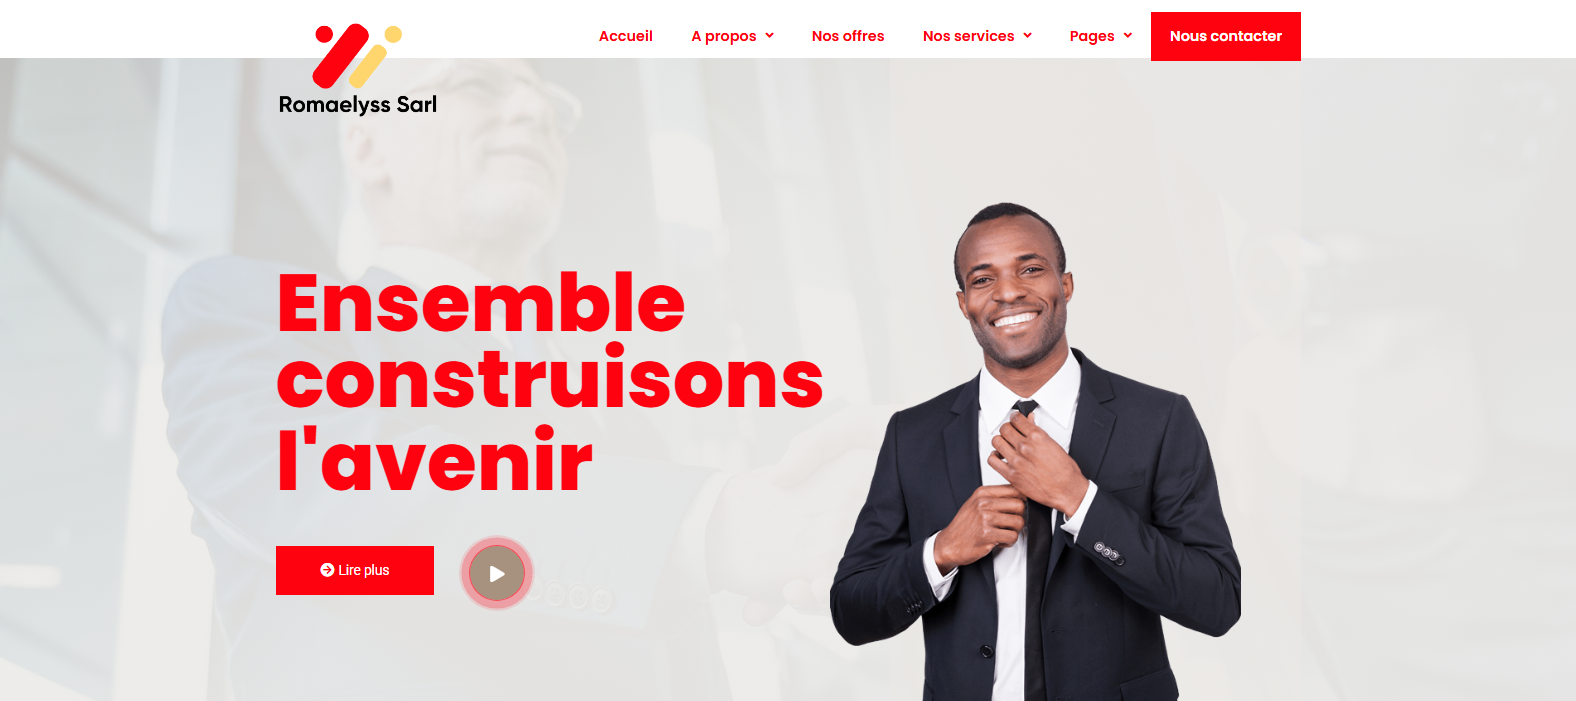 Accueil
A propos
Nos offres
Nos services
Pages
Nous contacter
Romaelyss Sarl
Ensemble
construisons
l'avenir
Lire plus